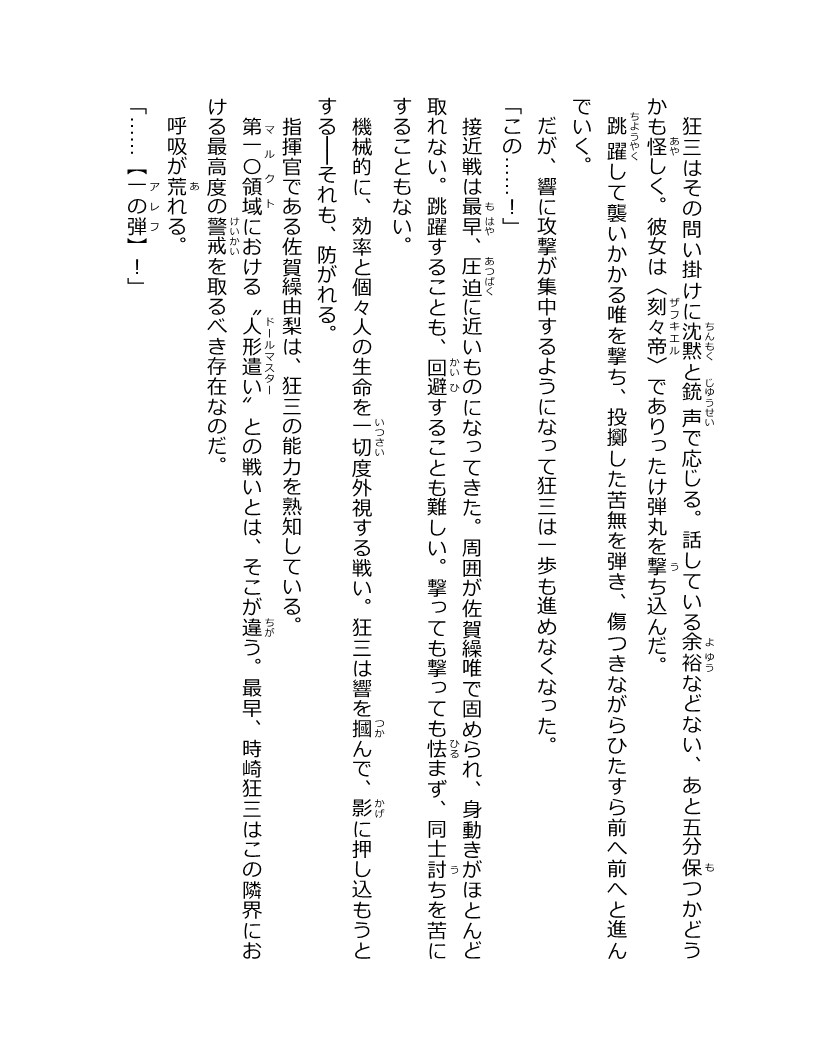 狂三はその問い掛けに沈黙と銃声で応じる。話している余裕などない、あと五分保つかどう
かも怪しく。彼女は〈刻々帝〉でありったけ弾丸を撃ち込んだ。
跳躍して襲いかかる唯を撃ち、投擲した苦無を弾き、傷つきながらひたすら前へ前へと進ん
でいく。
だが、響に攻撃が集中するようになって狂三は一歩も進めなくなった。
「この……！」
接近戦は最早、圧迫に近いものになってきた。周囲が佐賀繰唯で固められ、身動きがほとんど
取れない。跳躍することも、回避することも難しい。撃っても撃っても怯まず、同士討ちを苦に
することもない。
機械的に、効率と個々人の生命を一切度外視する戦い。狂三は響を摑んで、影に押し込もうと
する──それも、防がれる。
指揮官である佐賀繰由梨は、狂三の能力を熟知している。
第一〇領域における〝人形遣い〟との戦いとは、そこが違う。最早、時崎狂三はこの隣界にお
ける最高度の警戒を取るべき存在なのだ。
呼吸が荒れる。
「……【一の弾】！」